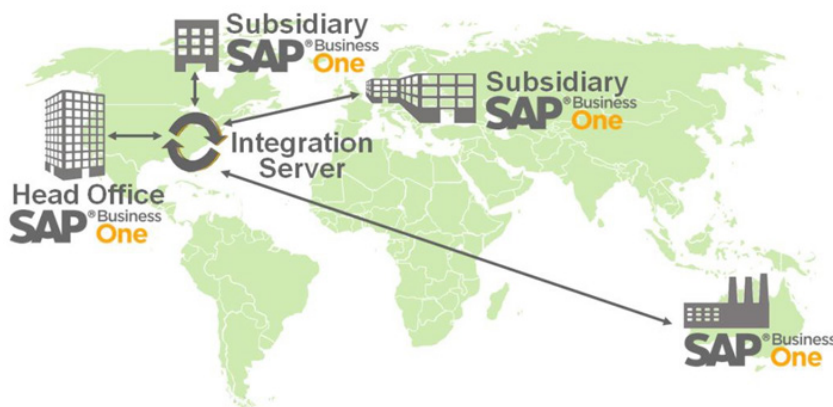 Subsidiary
SAP® Business
One
Subsidiary
SAP® Business
One
Integration
Server
Head Office
SAP® Business
One
SAP® Business
One